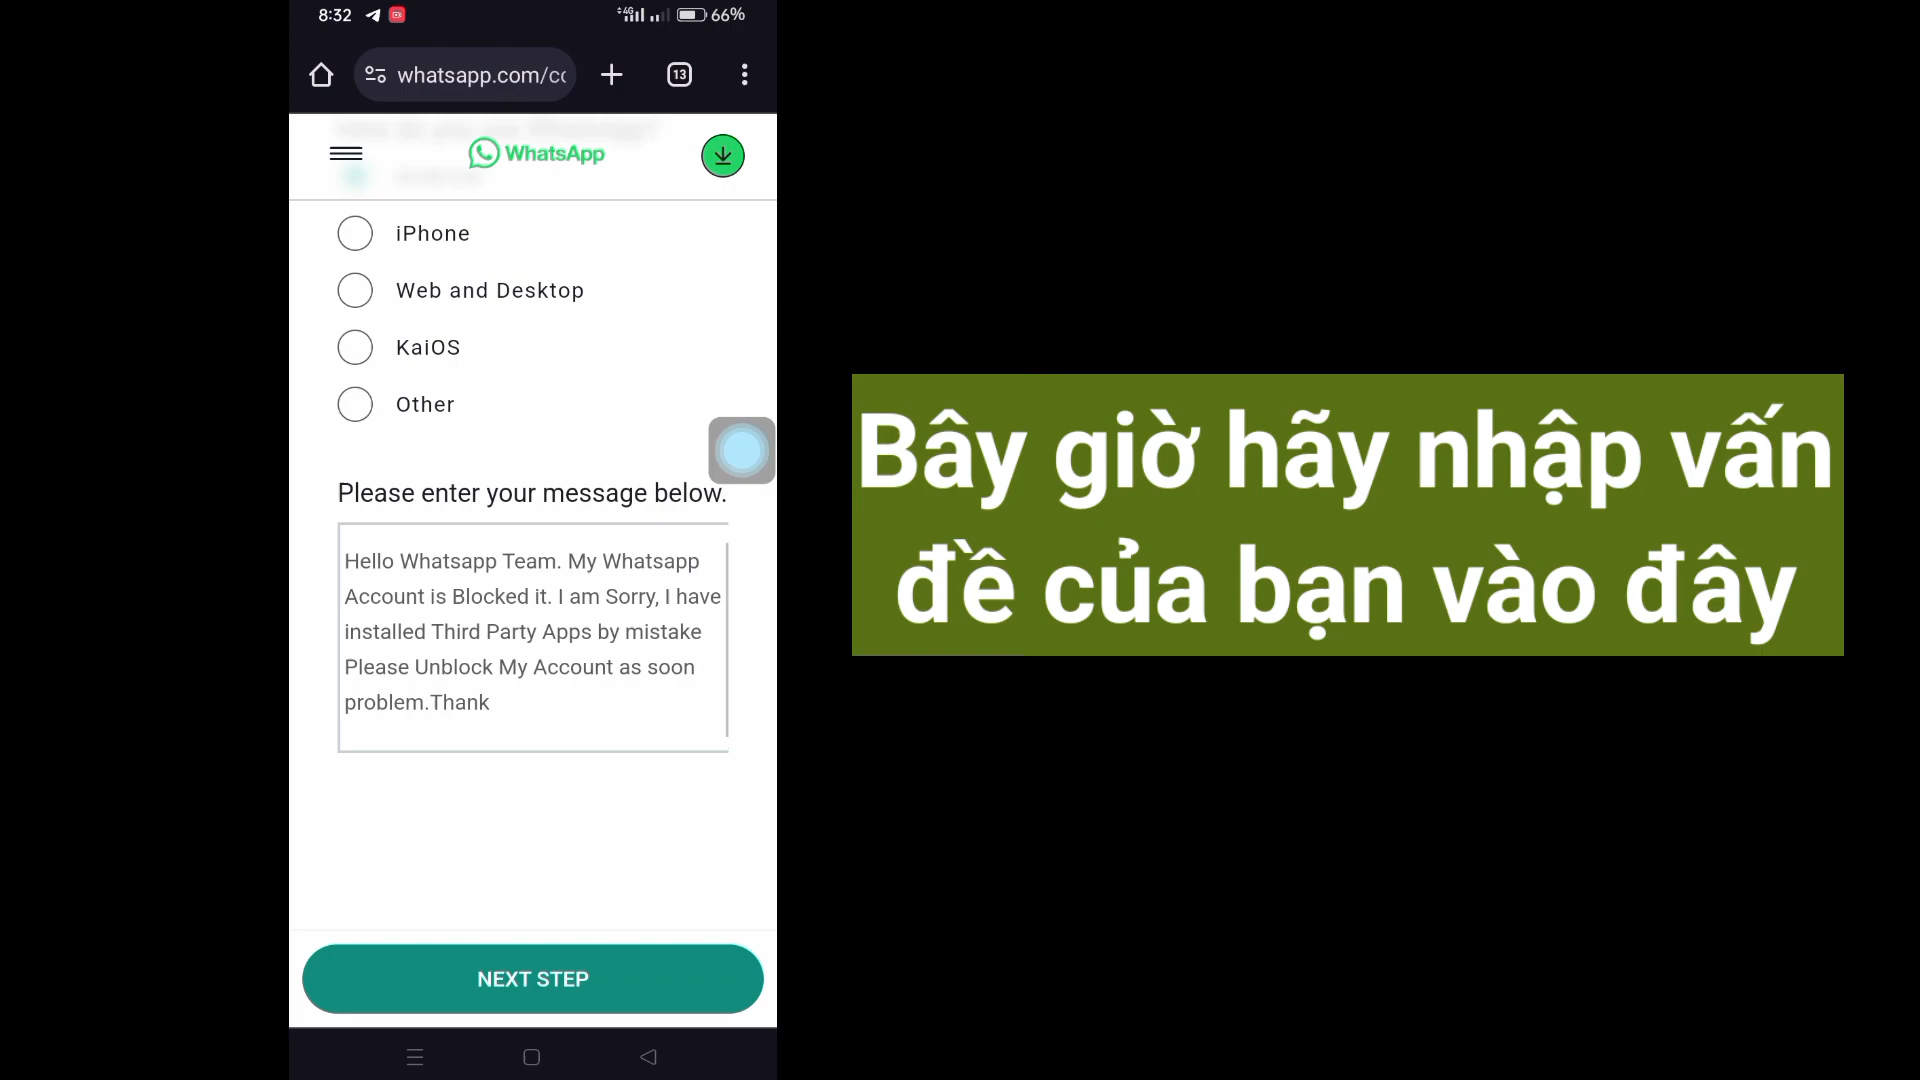 8:32
4G
66%
whatsapp.com/cc
13
WhatsApp
iPhone
Web and Desktop
KaiOS
Other
Please enter your message below.
Hello Whatsapp Team. My Whatsapp
Account is Blocked it. I am Sorry, I have
installed Third Party Apps by mistake
Please Unblock My Account as soon
problem.Thank
NEXT STEP
Bây giờ hãy nhập vấn
đề của bạn vào đây